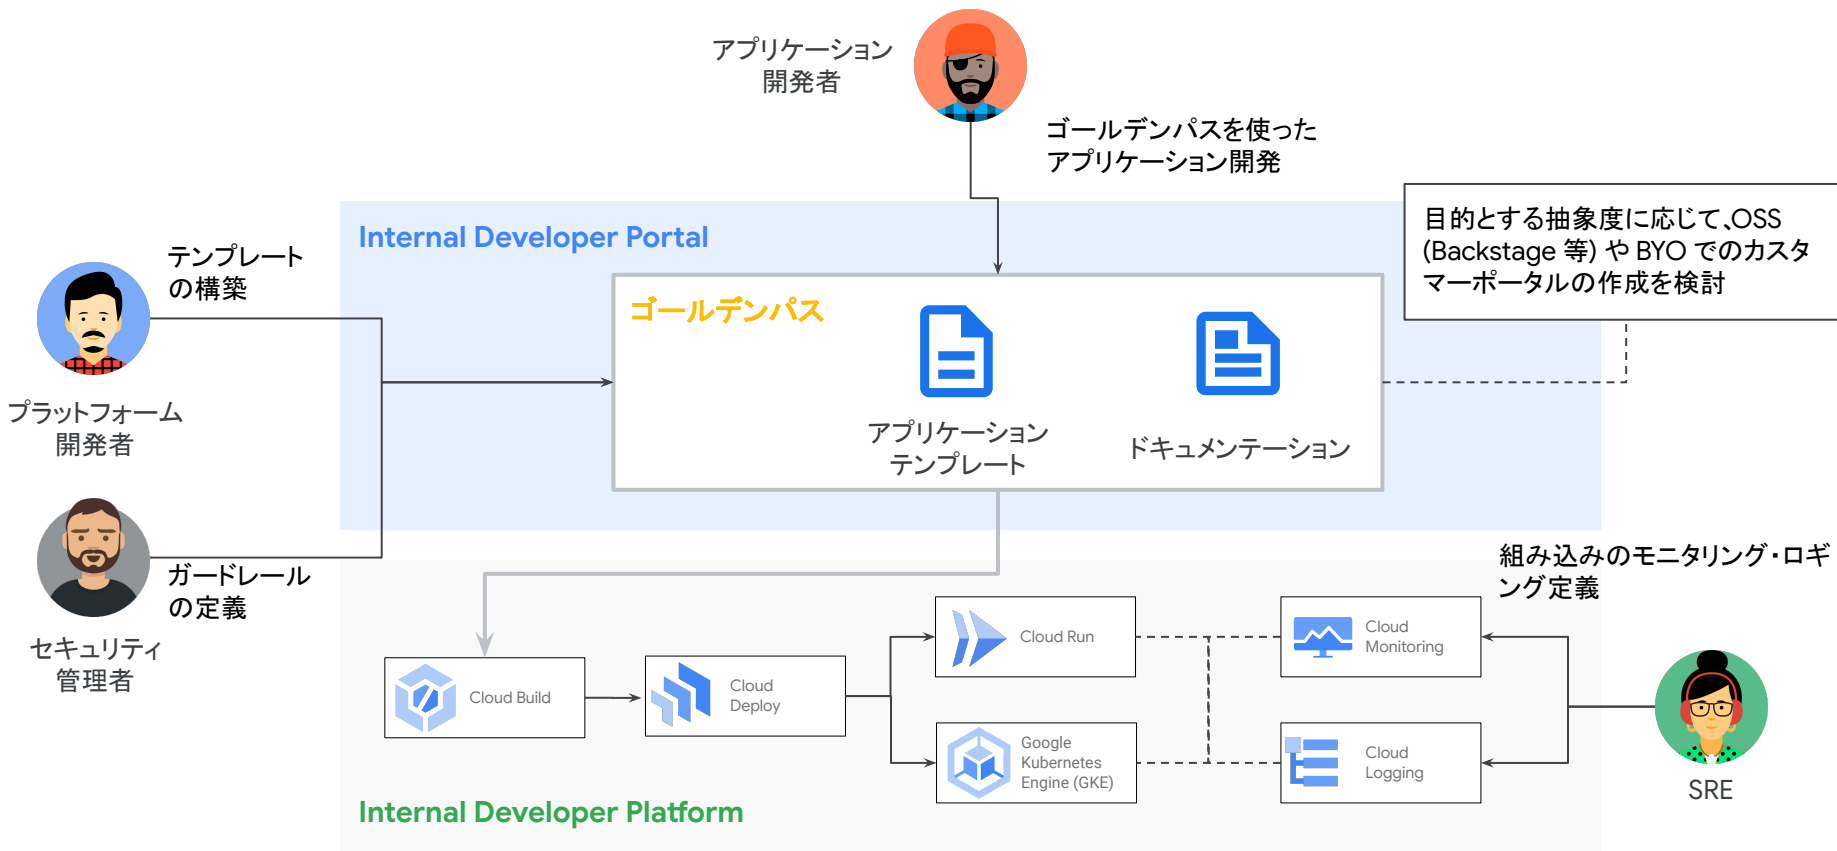 アプリケーション
開発者
ゴールデンパスを使った
アプリケーション開発
目的とする抽象度に応じて、OSS
(Backstage 等) や BYO でのカスタ
マーポータルの作成を検討
Internal Developer Portal
テンプレート
の構築
ゴールデンパス
プラットフォーム
開発者
アプリケーション
テンプレート
ドキュメンテーション
ガードレール
の定義
セキュリティ
管理者
組み込みのモニタリング・ロギ
ング定義
Cloud Build
Cloud
Deploy
Cloud Run
Google
Kubernetes
Engine (GKE)
Cloud
Monitoring
Cloud
Logging
SRE
Internal Developer Platform